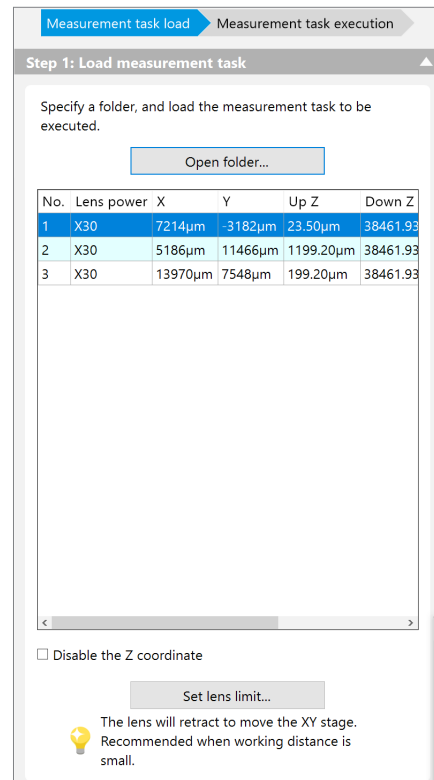 Measurement task load Measurement task execution
Step 1: Load measurement task
Specify a folder, and load the measurement task to be
executed.
Open folder...
No. Lens power X Y Up Z Down Z
1 X30 7214µm -3182µm 23.50µm 38461.93
2 X30 5186µm 11466µm 1199.20µm 38461.93
3 X30 13970µm 7548µm 199.20µm 38461.93
Disable the Z coordinate
Set lens limit...
The lens will retract to move the XY stage.
Recommended when working distance is
small.